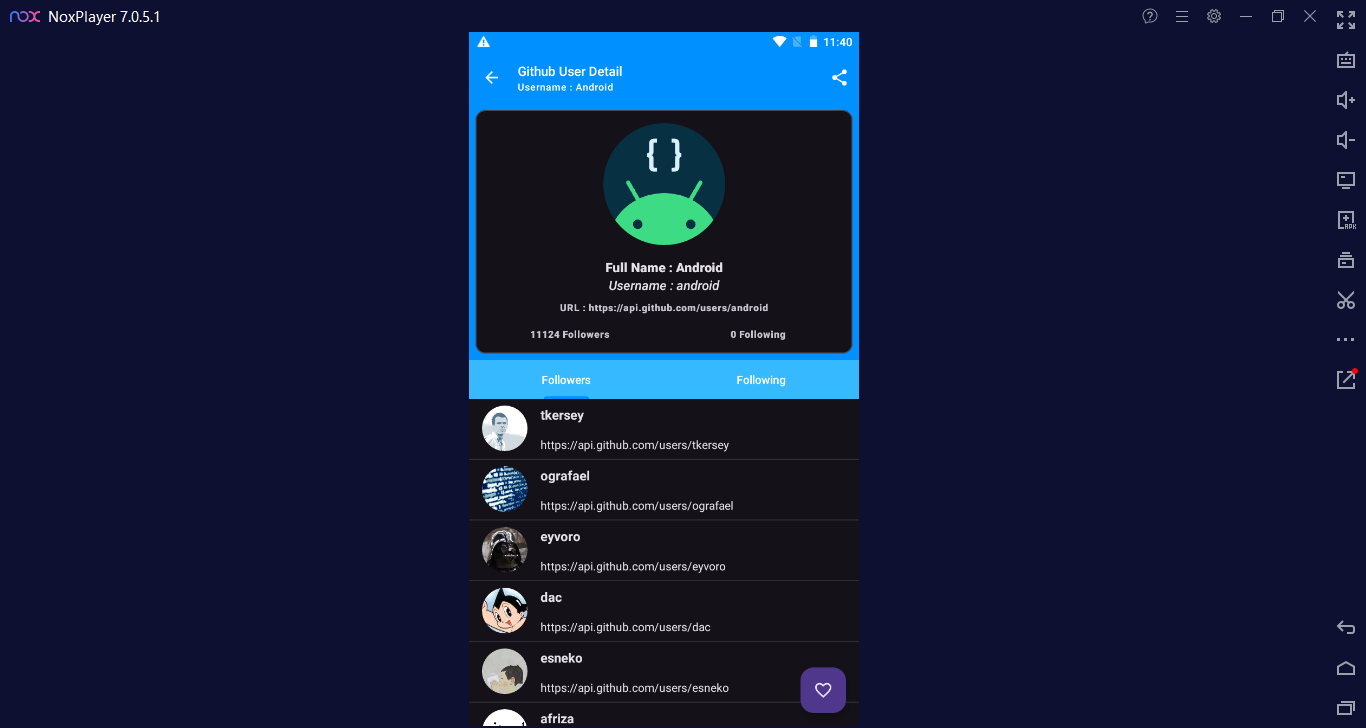 nox NoxPlayer 7.0.5.1
11:40
Github User Detail
Username : Android
{ }
Full Name : Android
Username : android
URL : https://api.github.com/users/android
11124 Followers 0 Following
Followers Following
tkersey
https://api.github.com/users/tkersey
ografael
https://api.github.com/users/ografael
eyvoro
https://api.github.com/users/eyvoro
dac
https://api.github.com/users/dac
esneko
https://api.github.com/users/esneko
afriza
APK